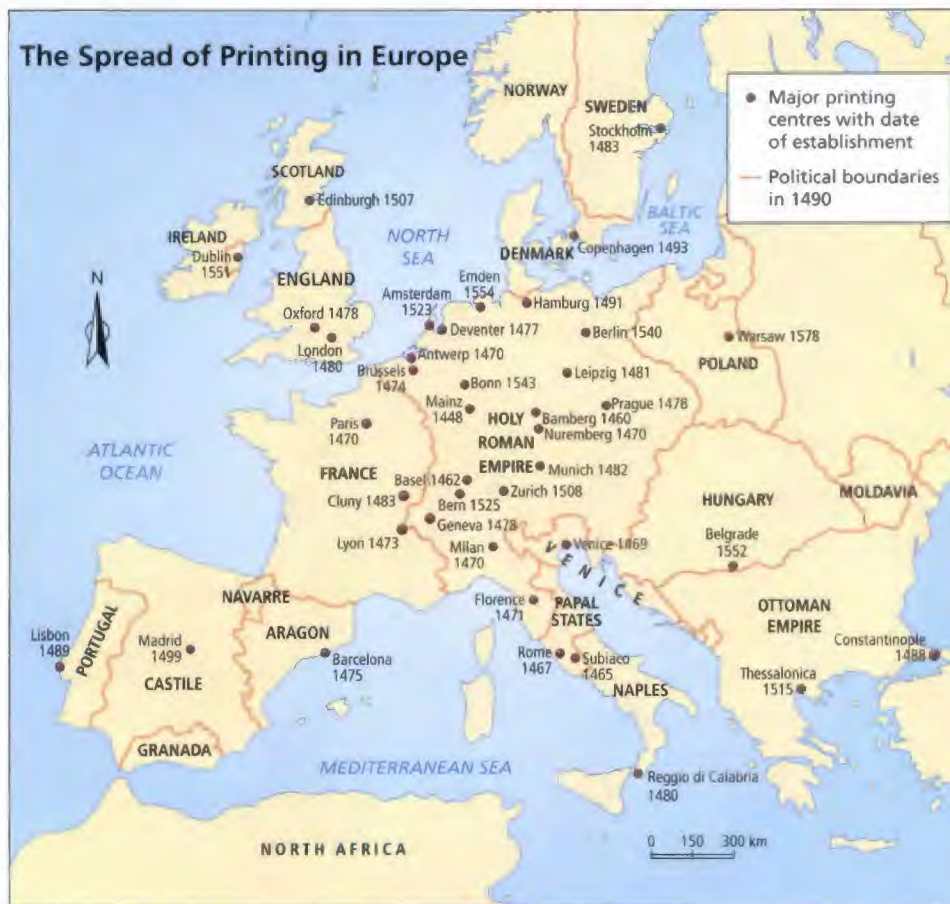 The Spread of Printing in Europe
Major printing
centres with date
of establishment
Political boundaries
in 1490
NORWAY
SWEDEN
Stockholm
1483
SCOTLAND
Edinburgh 1507
NORTH
SEA
BALTIC
SEA
IRELAND
Dublin
1551
DENMARK
Copenhagen 1493
ENGLAND
N
Emden
1554
Hamburg 1491
Amsterdam
1523
Oxford 1478
Deventer 1477
Berlin 1540
Warsaw 1578
London
1480
Antwerp 1470
POLAND
Brussels
1474
Leipzig 1481
Bonn 1543
Mainz
1448
Prague 1478
HOLY
ROMAN
EMPIRE
Bamberg 1460
Nuremberg 1470
Paris
1470
ATLANTIC
OCEAN
Munich 1482
FRANCE
Basel 1462
Zurich 1508
Cluny 1483
Bern 1525
HUNGARY
MOLDAVIA
Geneva 1478
Lyon 1473
Milan
1470
Venice 1469
VENICE
Belgrade
1552
NAVARRE
Florence
1471
PAPAL
STATES
OTTOMAN
EMPIRE
PORTUGAL
ARAGON
Lisbon
1489
Madrid
1499
Barcelona
1475
Rome
1467
Subiaco
1465
Constantinople
1488
CASTILE
NAPLES
Thessalonica
1515
GRANADA
MEDITERRANEAN SEA
Reggio di Calabria
1480
0 150 300 km
NORTH AFRICA